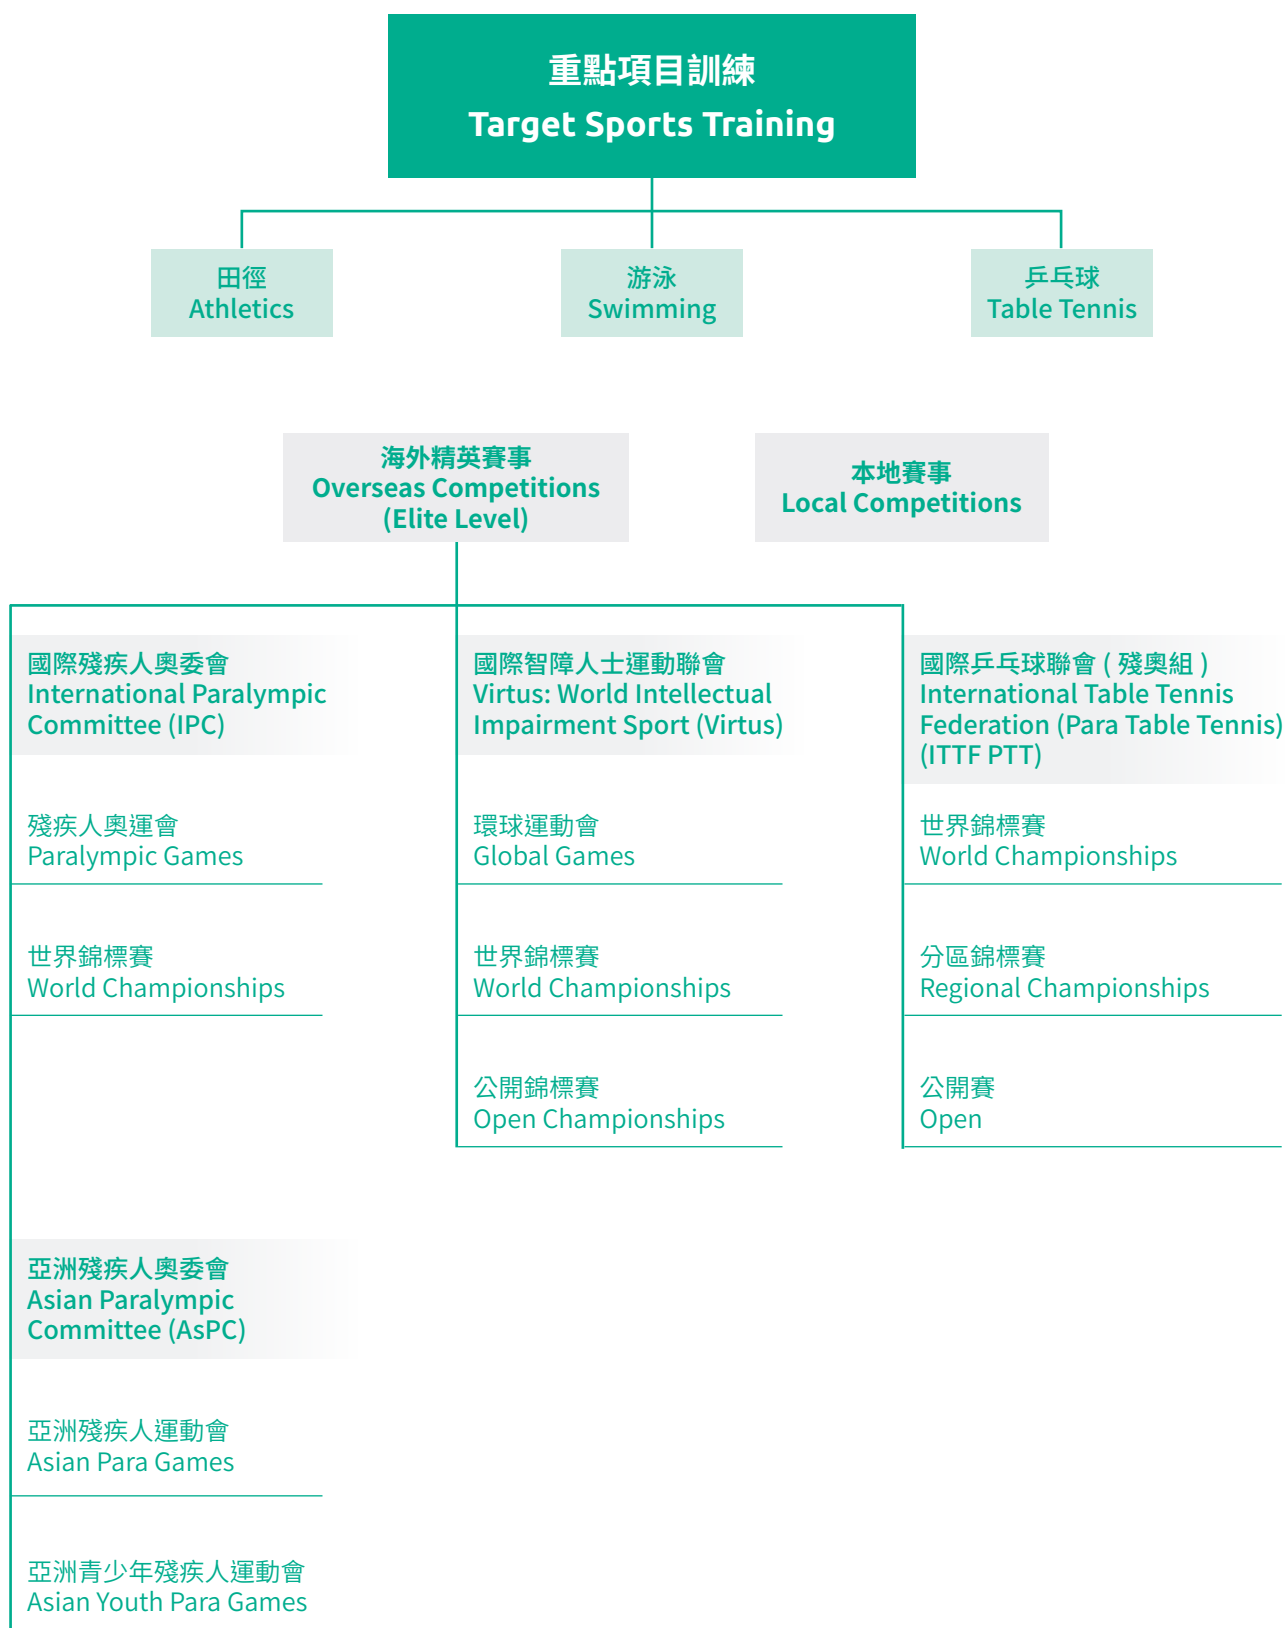 重點項目訓練
Target Sports Training
田徑
Athletics
游泳
Swimming
乒乓球
Table Tennis
海外精英賽事
Overseas Competitions
(Elite Level)
本地賽事
Local Competitions
國際殘疾人奧委會
International Paralympic
Committee (IPC)
殘疾人奧運會
Paralympic Games
世界錦標賽
World Championships
國際智障人士運動聯會
Virtus: World Intellectual
Impairment Sport (Virtus)
環球運動會
Global Games
世界錦標賽
World Championships
公開錦標賽
Open Championships
國際乒乓球聯會 ( 殘奧組 )
International Table Tennis
Federation (Para Table Tennis)
(ITTF PTT)
世界錦標賽
World Championships
分區錦標賽
Regional Championships
公開賽
Open
亞洲殘疾人奧委會
Asian Paralympic
Committee (AsPC)
亞洲殘疾人運動會
Asian Para Games
亞洲青少年殘疾人運動會
Asian Youth Para Games